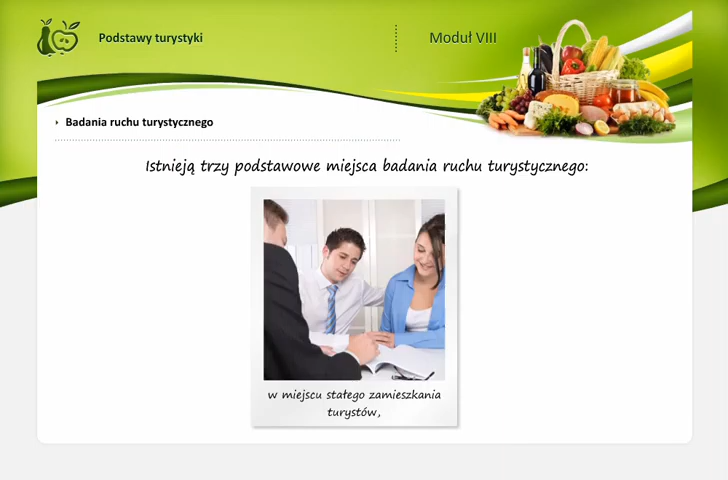 Podstawy turystyki
Moduł VIII
Badania ruchu turystycznego
Istnieją trzy podstawowe miejsca badania ruchu turystycznego:
w miejscu stałego zamieszkania
turystów,